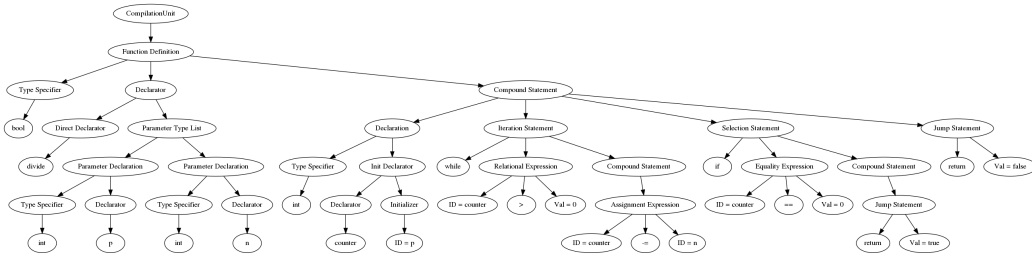 CompilationUnit
Function Definition
Type Specifier
Declarator
Compound Statement
bool
Direct Declarator
Parameter Type List
Declaration
Iteration Statement
Selection Statement
Jump Statement
divide
Parameter Declaration
Parameter Declaration
Type Specifier
Init Declarator
while
Relational Expression
Compound Statement
if
Equality Expression
Compound Statement
return
Val = false
Type Specifier
Declarator
Type Specifier
Declarator
int
Declarator
Initializer
ID = counter
>
Val = 0
Assignment Expression
ID = counter
==
Val = 0
Jump Statement
int
p
int
n
counter
ID = p
ID = counter
-=
ID = n
return
Val = true